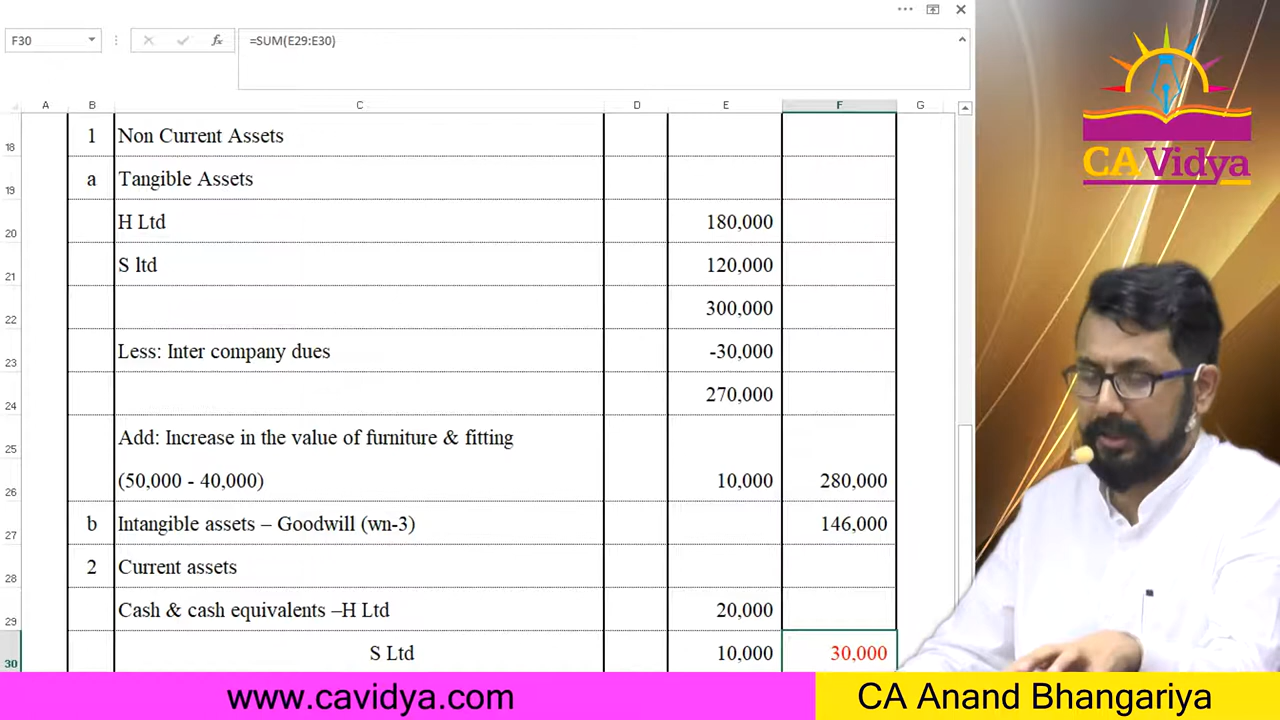 F30
fx
=SUM(E29:E30)
A B C D E F G
18 1 Non Current Assets
19 a Tangible Assets
20 H Ltd 180,000
21 S ltd 120,000
22 300,000
23 Less: Inter company dues -30,000
24 270,000
25 Add: Increase in the value of furniture & fitting
26 (50,000 - 40,000) 10,000 280,000
27 b Intangible assets – Goodwill (wn-3) 146,000
28 2 Current assets
29 Cash & cash equivalents –H Ltd 20,000
30 S Ltd 10,000 30,000
CA Vidya
www.cavidya.com
CA Anand Bhangariya